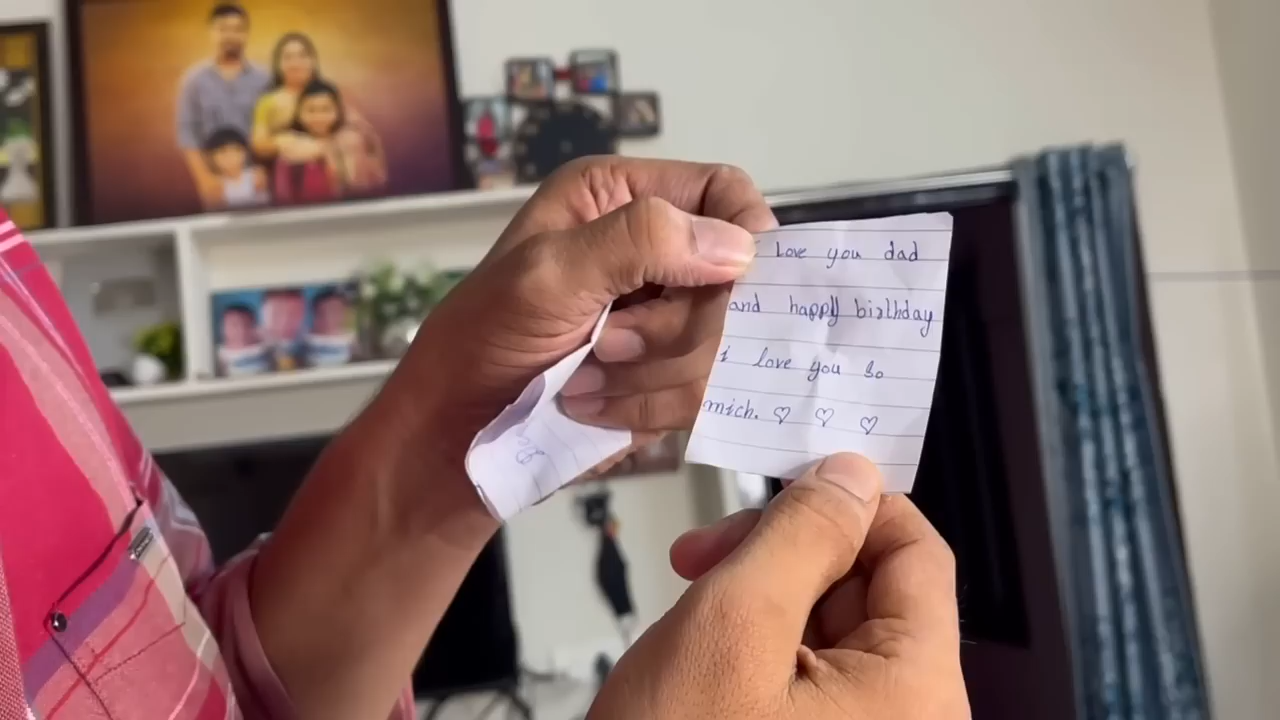 i Love you dad
and happy birthday
i love you so
mich. ♡ ♡ ♡